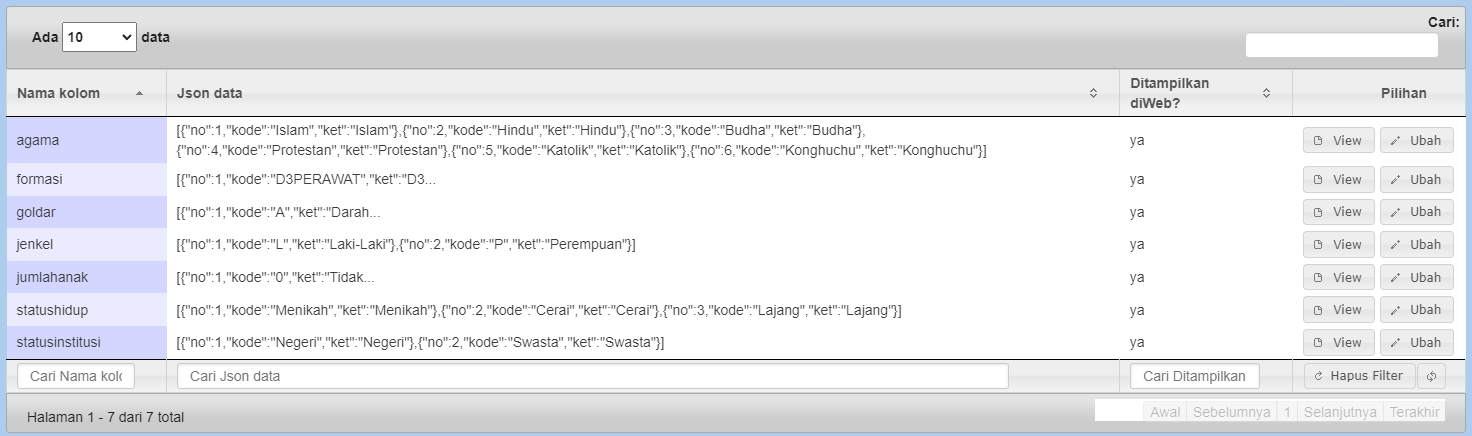 Cari:
Ada 10 data
Nama kolom Json data Ditampilkan diWeb? Pilihan
agama [{"no":1,"kode":"Islam","ket":"Islam"},{"no":2,"kode":"Hindu","ket":"Hindu"},{"no":3,"kode":"Budha","ket":"Budha"},
{"no":4,"kode":"Protestan","ket":"Protestan"},{"no":5,"kode":"Katolik","ket":"Katolik"},{"no":6,"kode":"Konghuchu","ket":"Konghuchu"}] ya View Ubah
formasi [{"no":1,"kode":"D3PERAWAT","ket":"D3... ya View Ubah
goldar [{"no":1,"kode":"A","ket":"Darah... ya View Ubah
jenkel [{"no":1,"kode":"L","ket":"Laki-Laki"},{"no":2,"kode":"P","ket":"Perempuan"}] ya View Ubah
jumlahanak [{"no":1,"kode":"0","ket":"Tidak... ya View Ubah
statushidup [{"no":1,"kode":"Menikah","ket":"Menikah"},{"no":2,"kode":"Cerai","ket":"Cerai"},{"no":3,"kode":"Lajang","ket":"Lajang"}] ya View Ubah
statusinstitusi [{"no":1,"kode":"Negeri","ket":"Negeri"},{"no":2,"kode":"Swasta","ket":"Swasta"}] ya View Ubah
Cari Nama kolo Cari Json data Cari Ditampilkan Hapus Filter
Halaman 1 - 7 dari 7 total Awal Sebelumnya 1 Selanjutnya Terakhir